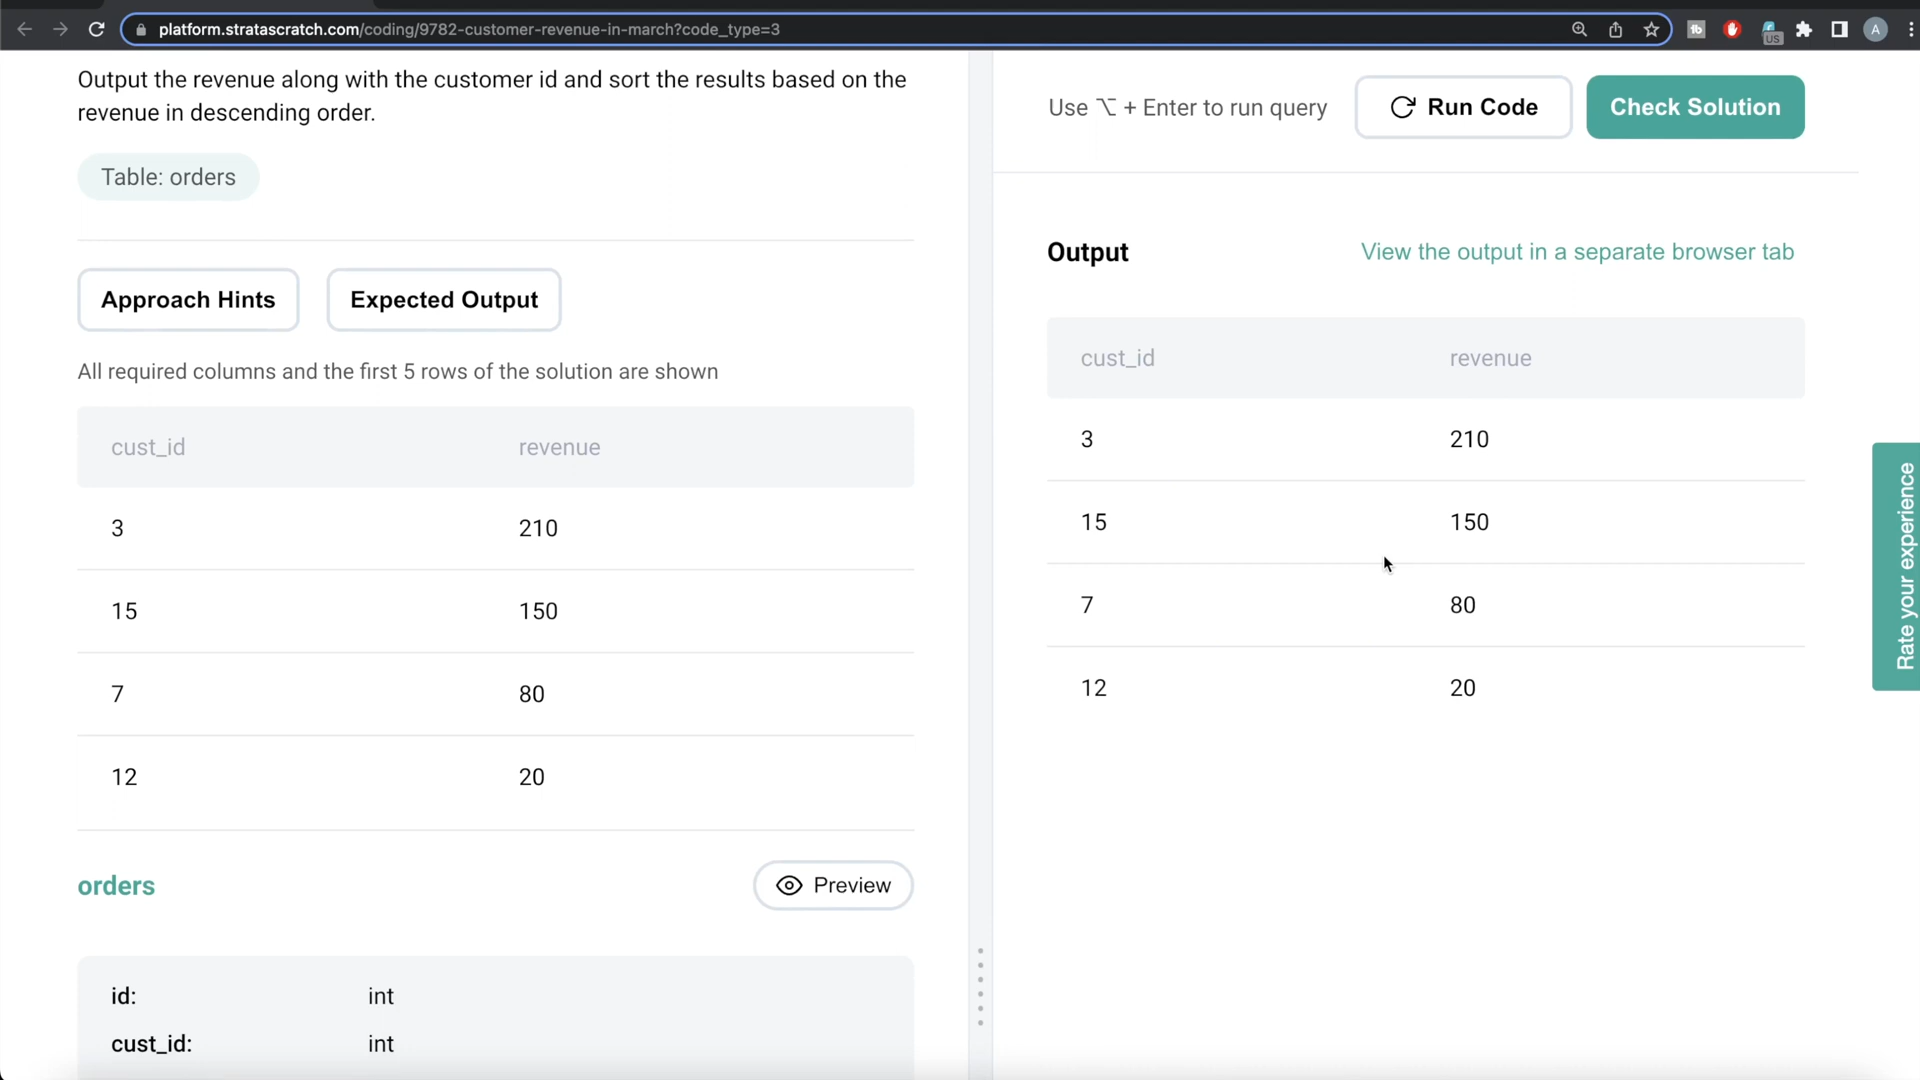 platform.stratascratch.com/coding/9782-customer-revenue-in-march?code_type=3
US
A
Output the revenue along with the customer id and sort the results based on the
revenue in descending order.
Table: orders
Approach Hints
Expected Output
All required columns and the first 5 rows of the solution are shown
cust_id revenue
3 210
15 150
7 80
12 20
orders
Preview
id: int
cust_id: int
Use ⌥ + Enter to run query
Run Code
Check Solution
Output
View the output in a separate browser tab
cust_id revenue
3 210
15 150
7 80
12 20
Rate your experience